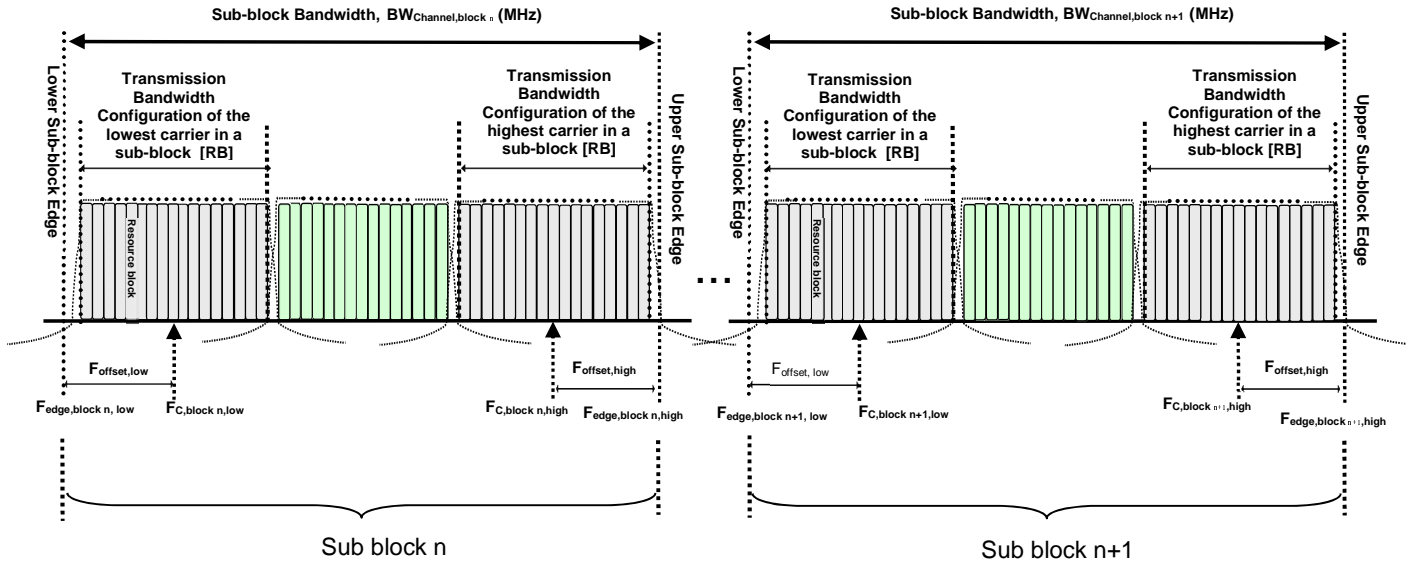 Sub-block Bandwidth, BWChannel,block n (MHz)
Sub-block Bandwidth, BWChannel,block n+1 (MHz)
Lower Sub-block Edge
Transmission
Bandwidth
Configuration of the
lowest carrier in a
sub-block [RB]
Transmission
Bandwidth
Configuration of the
highest carrier in a
sub-block [RB]
Upper Sub-block Edge
Lower Sub-block Edge
Transmission
Bandwidth
Configuration of the
lowest carrier in a
sub-block [RB]
Transmission
Bandwidth
Configuration of the
highest carrier in a
sub-block [RB]
Upper Sub-block Edge
Resource block
...
Resource block
Foffset,low
Foffset,high
Foffset, low
Foffset,high
Fedge,block n, low
FC,block n,low
FC,block n,high
Fedge,block n,high
Fedge,block n+1, low
FC,block n+1,low
FC,block n+1,high
Fedge,block n+1,high
Sub block n
Sub block n+1